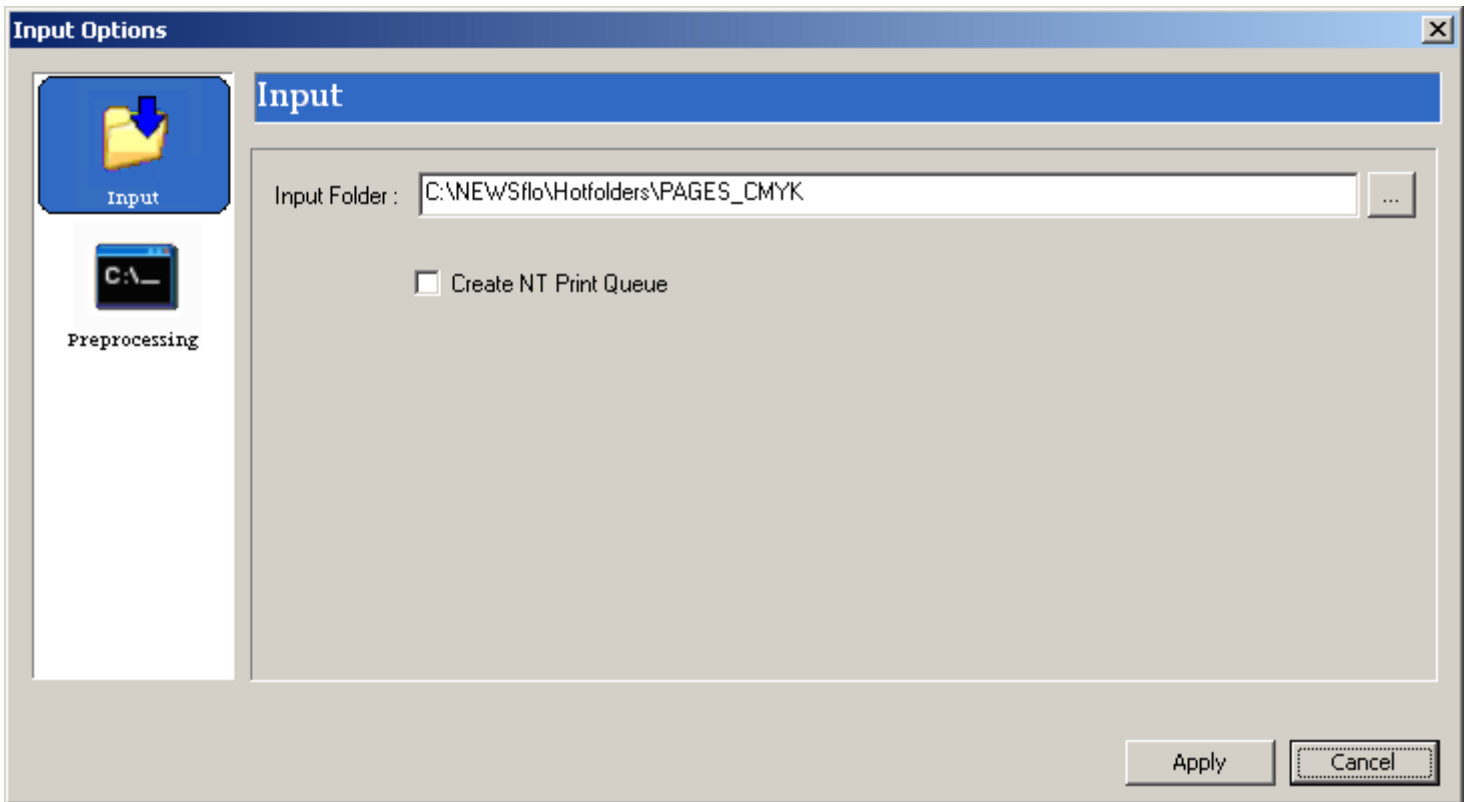 Input Options
Input
Input
Input Folder :
C:\NEWSflo\Hotfolders\PAGES_CMYK
...
Create NT Print Queue
C:\_
Preprocessing
Apply
Cancel